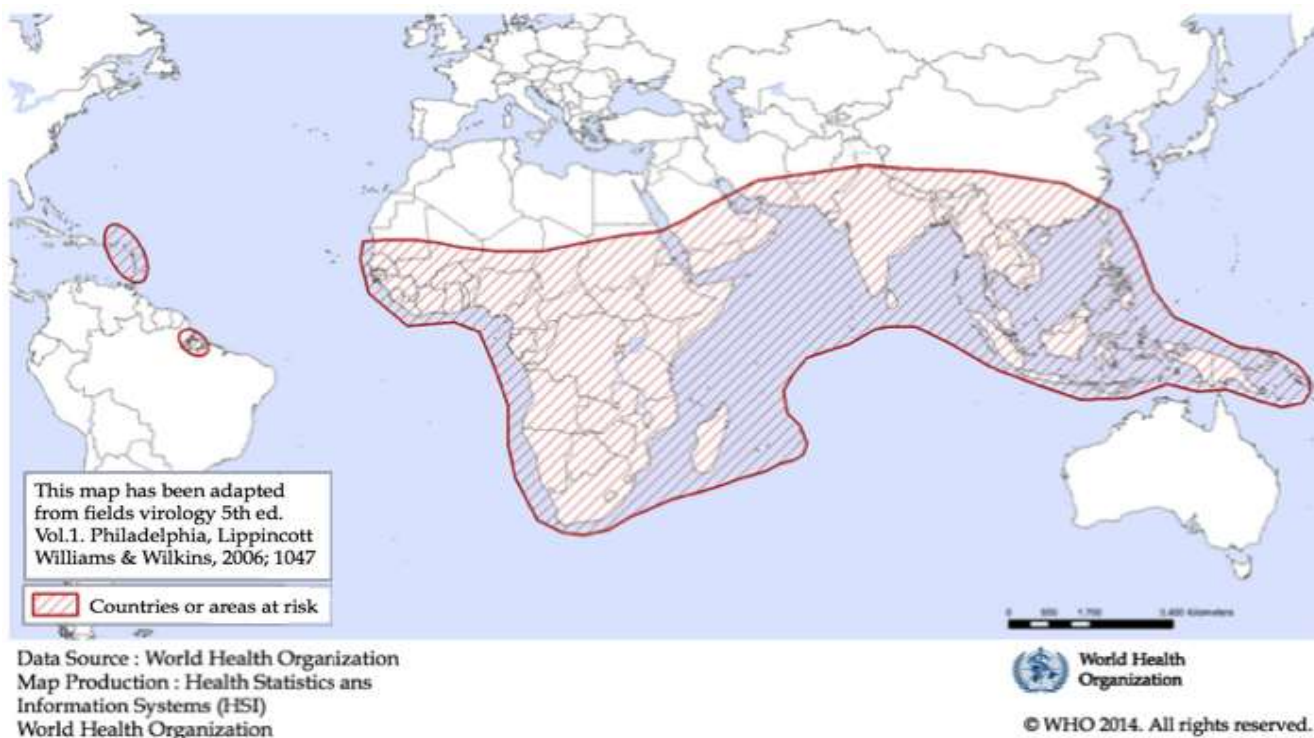 This map has been adapted
from fields virology 5th ed.
Vol.1. Philadelphia, Lippincott
Williams & Wilkins, 2006; 1047
Countries or areas at risk
Data Source : World Health Organization
Map Production : Health Statistics ans
Information Systems (HSI)
World Health Organization
World Health
Organization
© WHO 2014. All rights reserved.